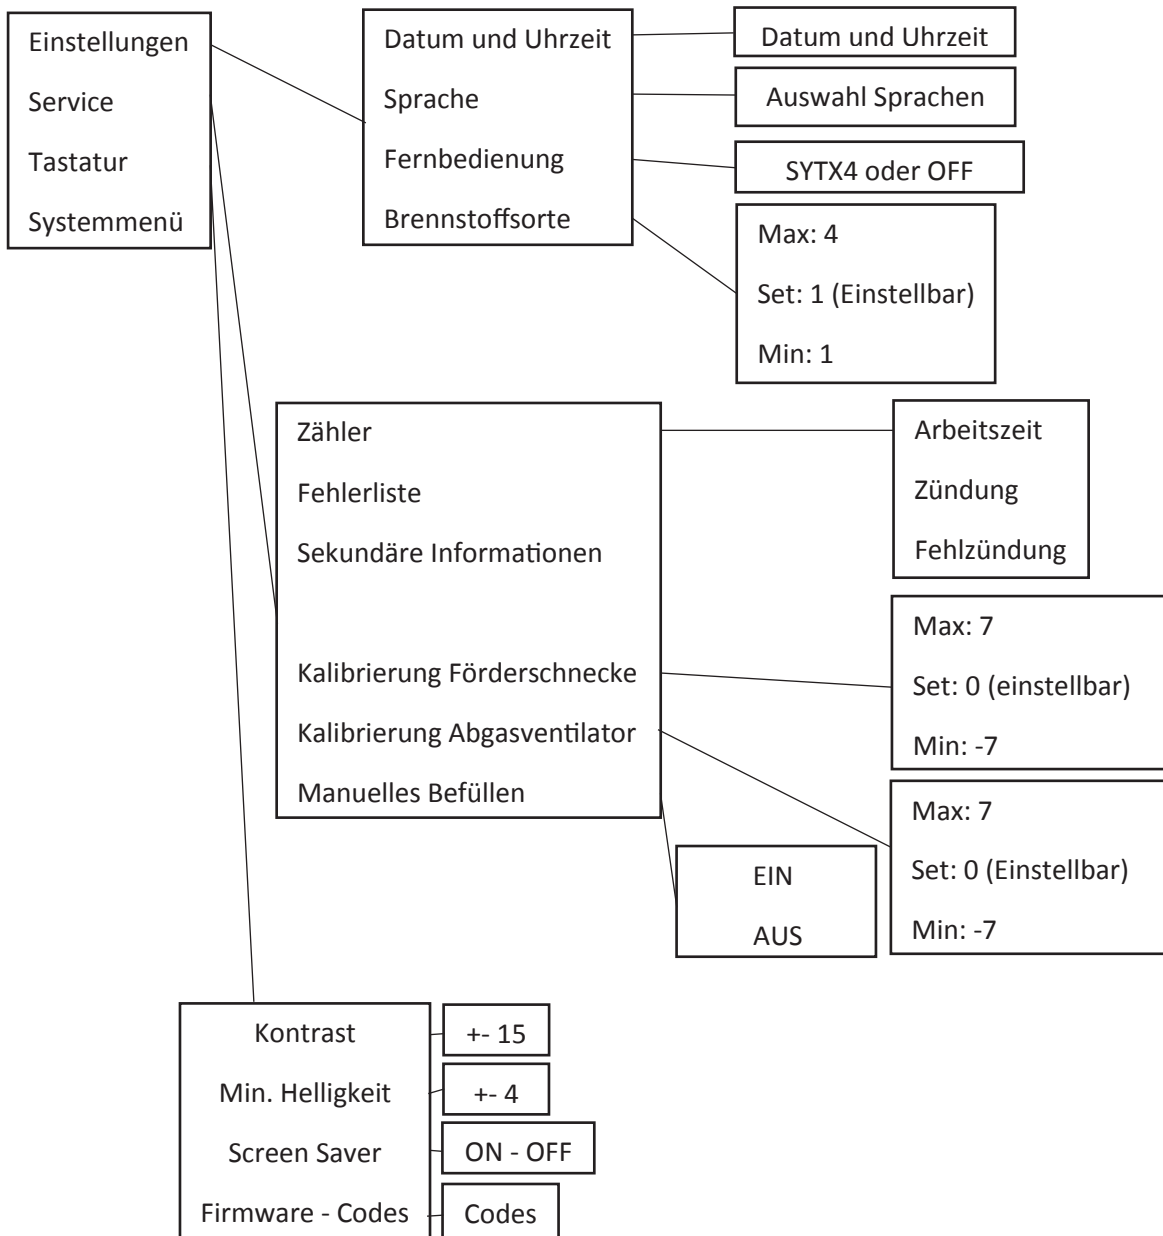 Einstellungen
Service
Tastatur
Systemmenü
Datum und Uhrzeit
Sprache
Fernbedienung
Brennstoffsorte
Datum und Uhrzeit
Auswahl Sprachen
SYTX4 oder OFF
Max: 4
Set: 1 (Einstellbar)
Min: 1
Zähler
Fehlerliste
Sekundäre Informationen
Kalibrierung Förderschnecke
Kalibrierung Abgasventilator
Manuelles Befüllen
Arbeitszeit
Zündung
Fehlzündung
Max: 7
Set: 0 (einstellbar)
Min: -7
Max: 7
Set: 0 (Einstellbar)
Min: -7
EIN
AUS
Kontrast
Min. Helligkeit
Screen Saver
Firmware - Codes
+- 15
+- 4
ON - OFF
Codes